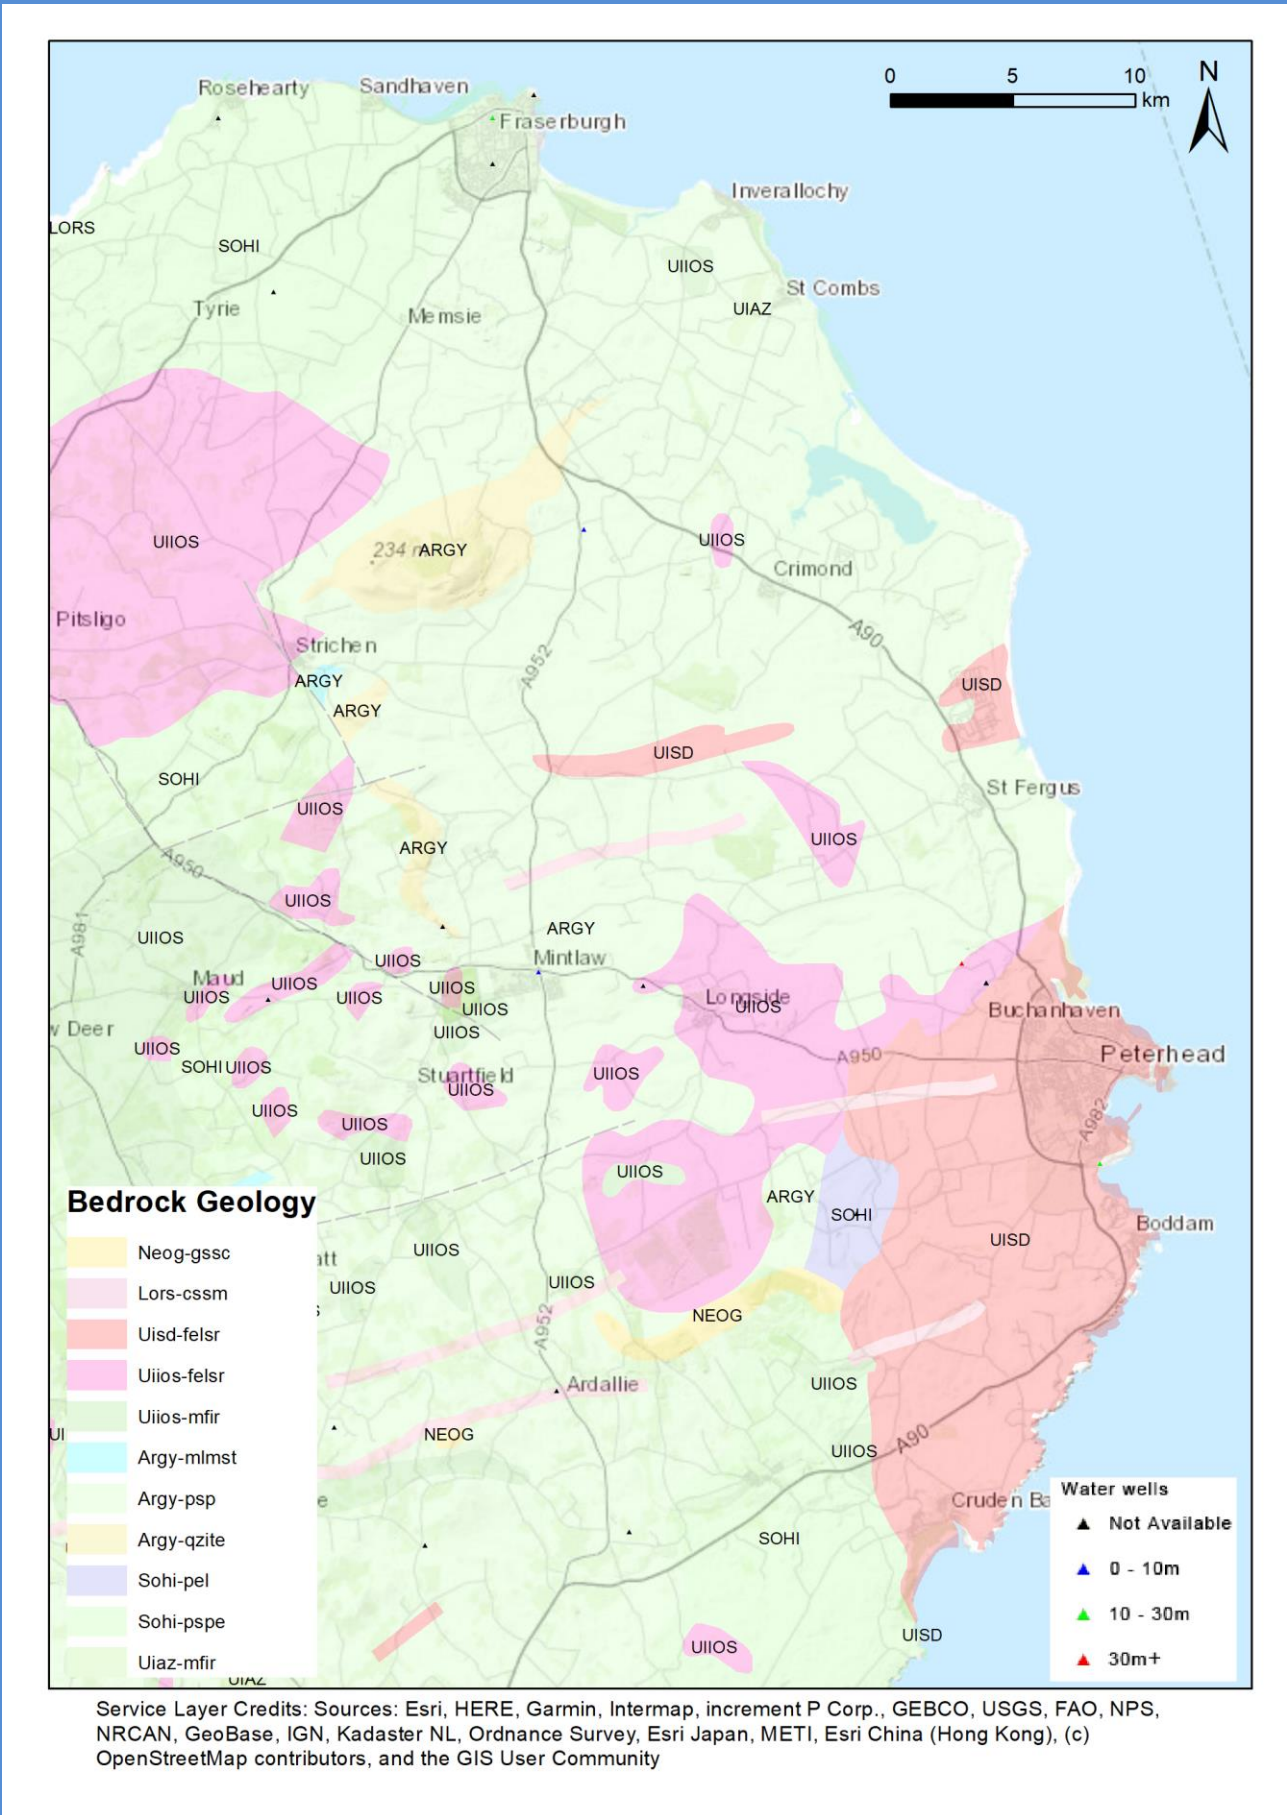 0 5 10
km
N
Rosehearty
Sandhaven
Fraserburgh
Inverallochy
LORS
SOHI
UIIOS
St Combs
Tyrie
Memsie
UIAZ
UIIOS
234 m
ARGY
UIIOS
Crimond
Pitsligo
A90
Strichen
A952
ARGY
UISD
ARGY
UISD
SOHI
St Fergus
UIIOS
UIIOS
ARGY
A950
UIIOS
ARGY
A981
UIIOS
Mintlaw
UIIOS
Maud
UIIOS
UIIOS
UIIOS
UIIOS
Longside
UIIOS
UIIOS
Buchanhaven
w Deer
UIIOS
UIIOS
A950
Peterhead
SOHI
UIIOS
Stuartfield
UIIOS
UIIOS
UIIOS
UIIOS
A982
UIIOS
UIIOS
ARGY
SOHI
Boddam
UISD
UIIOS
att
UIIOS
UIIOS
NEOG
A952
Ardallie
UIIOS
UI
NEOG
UIIOS
A90
e
Cruden Ba
SOHI
UIIOS
UISD
UIAZ
Bedrock Geology
Neog-gssc
Lors-cssm
Uisd-felsr
Uiios-felsr
Uiios-mfir
Argy-mlmst
Argy-psp
Argy-qzite
Sohi-pel
Sohi-pspe
Uiaz-mfir
Water wells
Not Available
0 - 10m
10 - 30m
30m+
Service Layer Credits: Sources: Esri, HERE, Garmin, Intermap, increment P Corp., GEBCO, USGS, FAO, NPS,
NRCAN, GeoBase, IGN, Kadaster NL, Ordnance Survey, Esri Japan, METI, Esri China (Hong Kong), (c)
OpenStreetMap contributors, and the GIS User Community